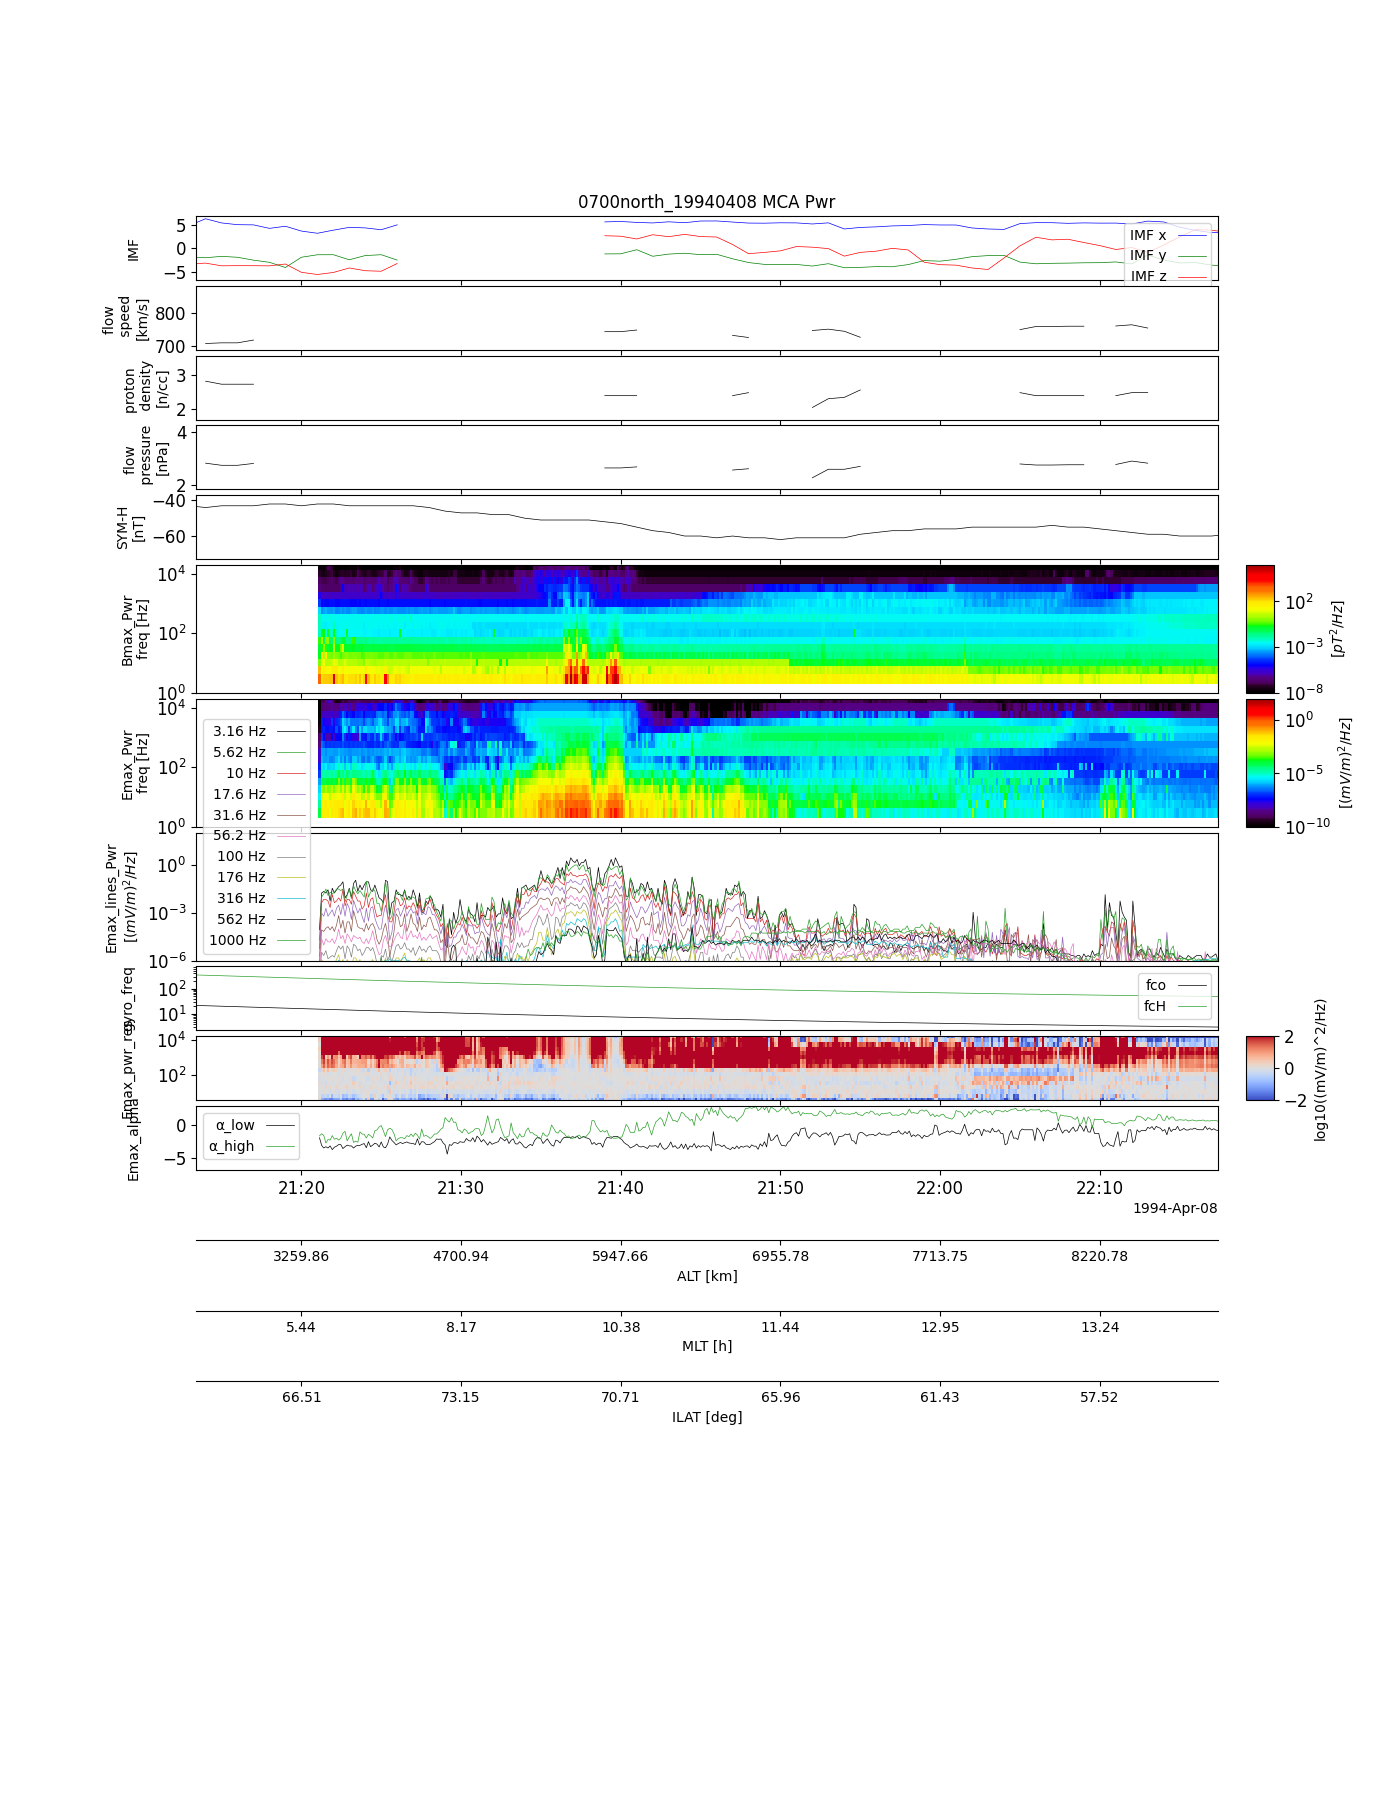 0700north_19940408 MCA Pwr
IMF
5
0
−5
IMF x
IMF y
IMF z
flow
speed
[km/s]
800
700
proton
density
[n/cc]
3
2
flow
pressure
[nPa]
4
2
SYM-H
[nT]
−40
−60
Bmax_Pwr
freq [Hz]
10^4
10^2
10^0
10^2
10^−3
10^−8
[pT^2/Hz]
Emax_Pwr
freq [Hz]
10^4
10^2
10^0
10^0
10^−5
10^−10
[(mV/m)^2/Hz]
3.16 Hz
5.62 Hz
10 Hz
17.6 Hz
31.6 Hz
56.2 Hz
100 Hz
176 Hz
316 Hz
562 Hz
1000 Hz
Emax_lines_Pwr
[(mV/m)^2/Hz]
10^0
10^−3
10^−6
gyro_freq
10^2
10^1
fco
fcH
Emax_pwr_reg
10^4
10^2
2
0
−2
log10((mV/m)^2/Hz)
Emax_alpha
0
−5
α_low
α_high
21:20 21:30 21:40 21:50 22:00 22:10
1994-Apr-08
3259.86 4700.94 5947.66 6955.78 7713.75 8220.78
ALT [km]
5.44 8.17 10.38 11.44 12.95 13.24
MLT [h]
66.51 73.15 70.71 65.96 61.43 57.52
ILAT [deg]